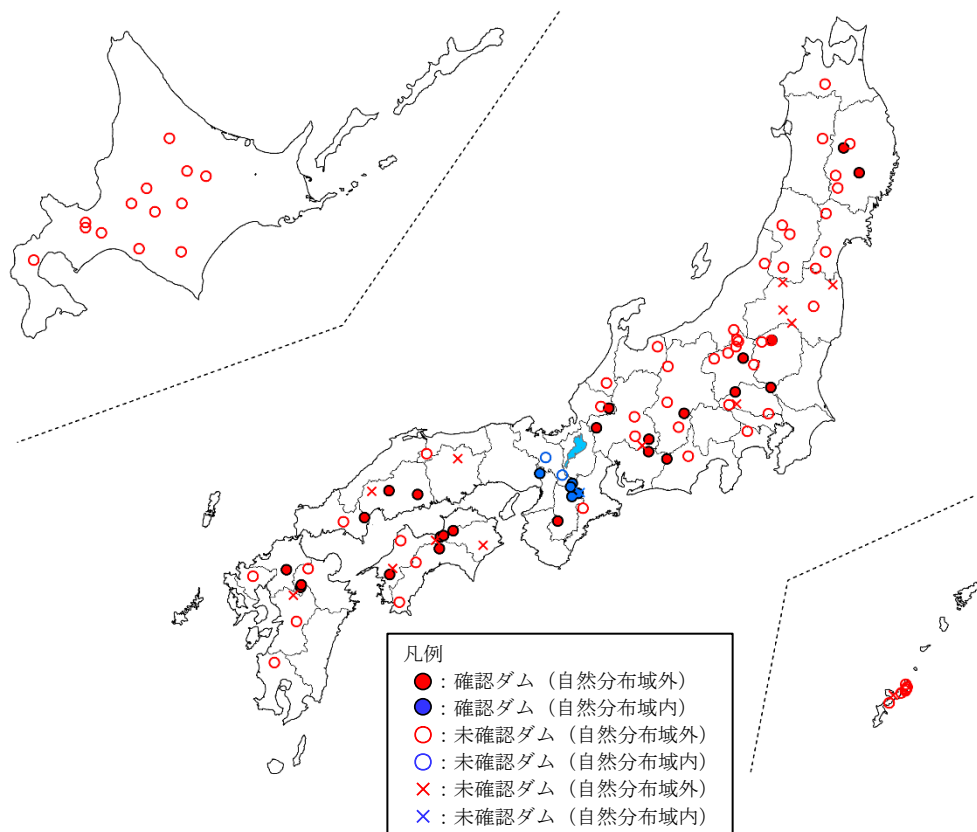 凡例
：確認ダム（自然分布域外）
：確認ダム（自然分布域内）
：未確認ダム（自然分布域外）
：未確認ダム（自然分布域内）
：未確認ダム（自然分布域外）
：未確認ダム（自然分布域内）